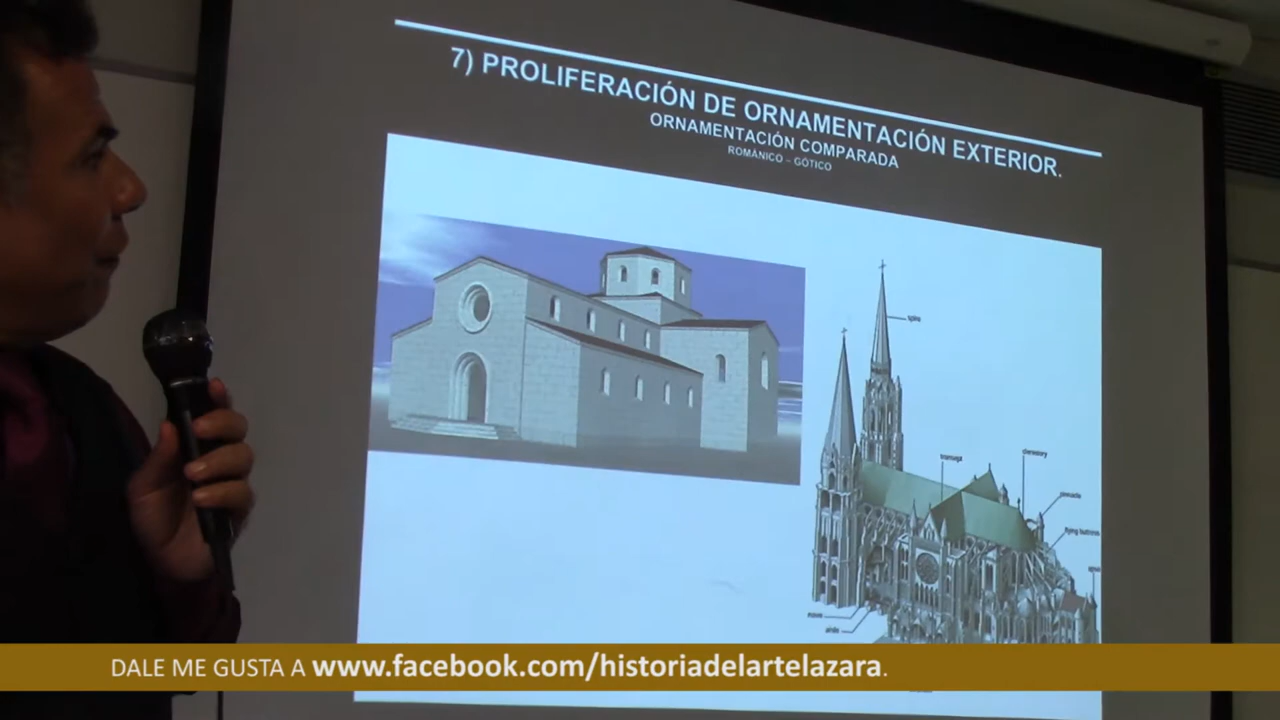 7) PROLIFERACIÓN DE ORNAMENTACIÓN EXTERIOR.
ORNAMENTACIÓN COMPARADA
ROMÁNICO – GÓTICO
spire
transept
clerestory
pinnacle
flying buttress
nave
aisle
DALE ME GUSTA A www.facebook.com/historiadelartelazara.